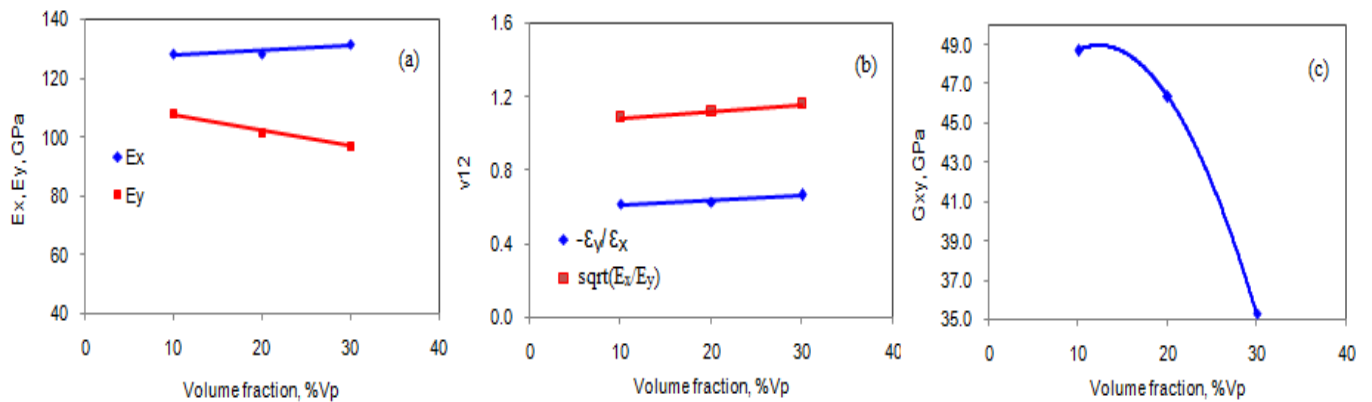 140
120
100
80
60
40
0
10
20
30
40
Ex, Ey, GPa
Volume fraction, %Vp
(a)
Ex
Ey
1.6
1.2
0.8
0.4
0.0
0
10
20
30
40
v12
Volume fraction, %Vp
(b)
-εy/εx
sqrt(Ex/Ey)
49.0
47.0
45.0
43.0
41.0
39.0
37.0
35.0
0
10
20
30
40
Gxy, GPa
Volume fraction, %Vp
(c)